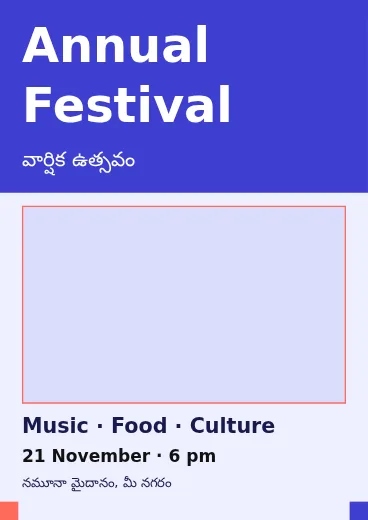 Annual
Festival
వార్షిక ఉత్సవం
Music · Food · Culture
21 November · 6 pm
నమూనా మైదానం, మీ నగరం